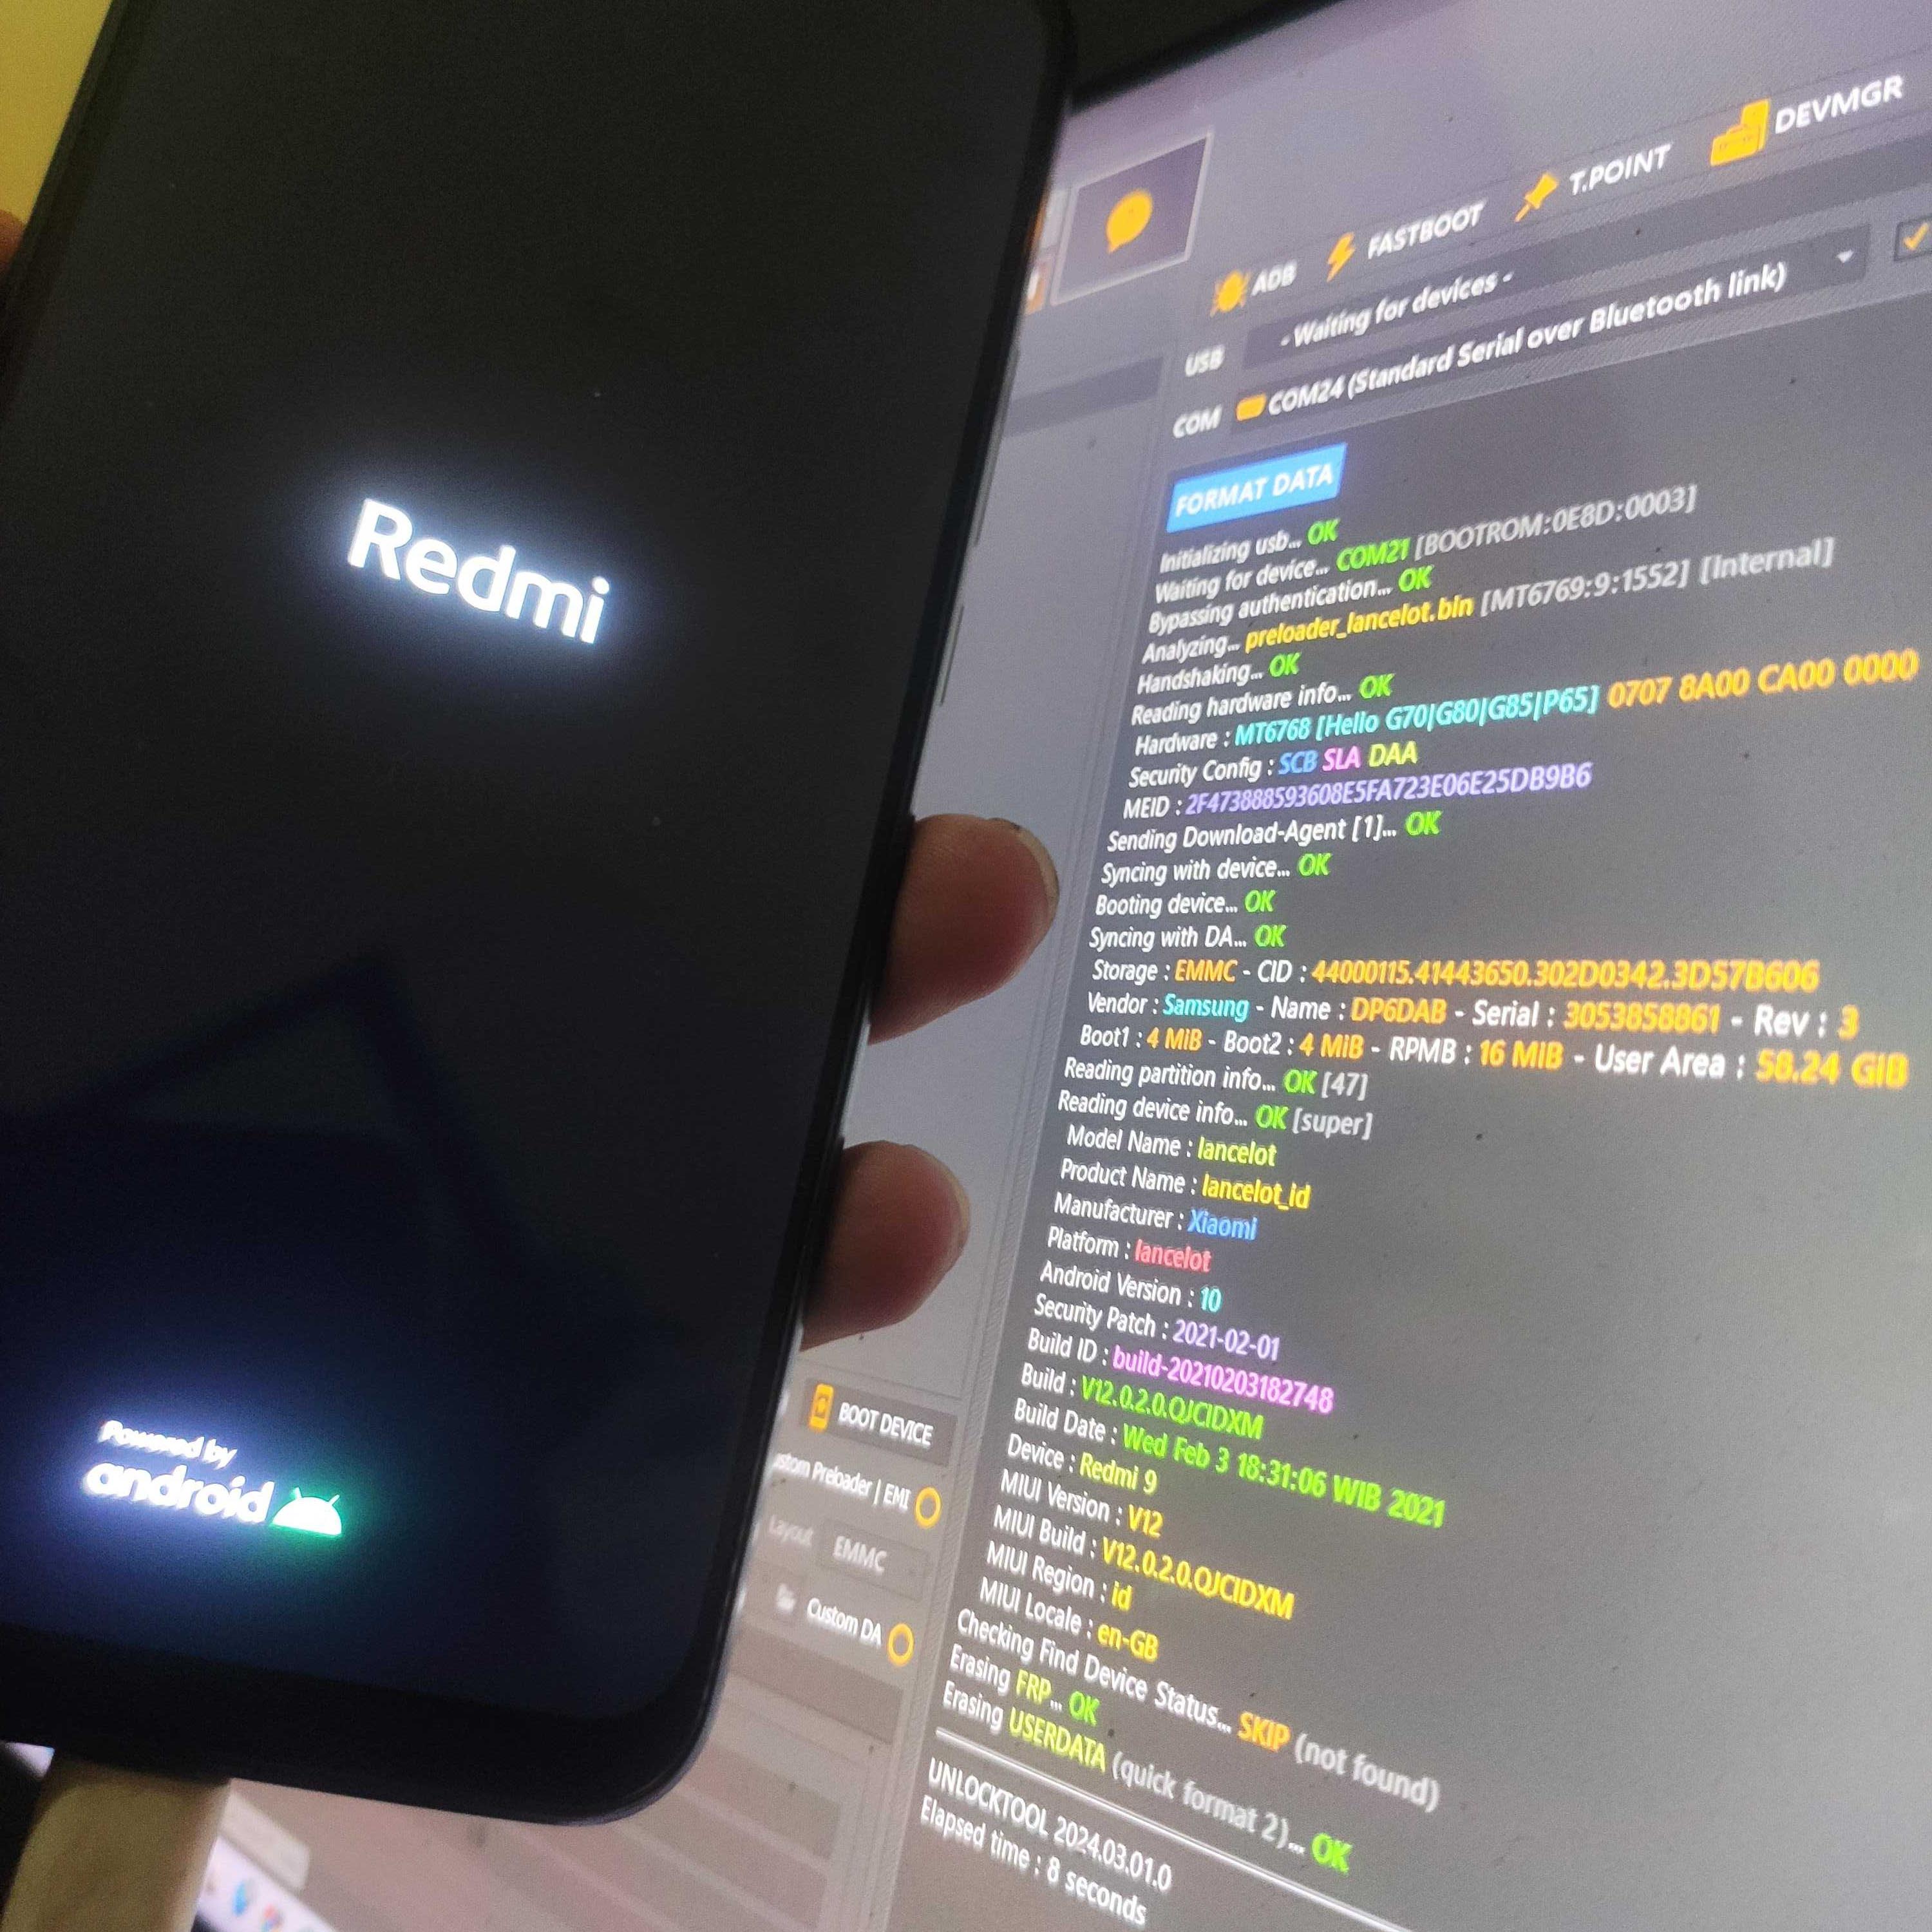 Redmi
Powered by
android
DEVMGR
T.POINT
FASTBOOT
ADB
USB - Waiting for devices -
COM COM24 (Standard Serial over Bluetooth link)
FORMAT DATA
Initializing usb... OK
Waiting for device... COM21 [BOOTROM:0E8D:0003]
Bypassing authentication... OK
Analyzing... preloader_lancelot.bin [MT6769:9:1552] [Internal]
Handshaking... OK
Reading hardware info... OK
Hardware : MT6768 [Helio G70|G80|G85|P65] 0707 8A00 CA00 0000
Security Config : SCB SLA DAA
MEID : 2F473888593608E5FA723E06E25DB9B6
Sending Download-Agent [1]... OK
Syncing with device... OK
Booting device... OK
Syncing with DA... OK
Storage : EMMC - CID : 44000115.41443650.302D0342.3D57B606
Vendor : Samsung - Name : DP6DAB - Serial : 3053858861 - Rev : 3
Boot1 : 4 MiB - Boot2 : 4 MiB - RPMB : 16 MiB - User Area : 58.24 GiB
Reading partition info... OK [47]
Reading device info... OK [super]
Model Name : lancelot
Product Name : lancelot_id
Manufacturer : Xiaomi
Platform : lancelot
Android Version : 10
Security Patch : 2021-02-01
Build ID : build-20210203182748
Build : V12.0.2.0.QJCIDXM
Build Date : Wed Feb 3 18:31:06 WIB 2021
Device : Redmi 9
MIUI Version : V12
MIUI Build : V12.0.2.0.QJCIDXM
MIUI Region : id
MIUI Locale : en-GB
Checking Find Device Status... SKIP (not found)
Erasing FRP... OK
Erasing USERDATA (quick format 2)... OK
UNLOCKTOOL 2024.03.01.0
Elapsed time : 8 seconds
BOOT DEVICE
Preloader | EMI
Layout EMMC
Custom DA